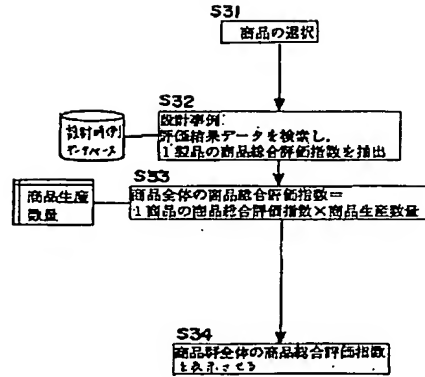 S31
商品の選択
S32
設計事例
データベース
設計事例:
評価結果データを検索し、
1製品の商品総合評価指数を抽出
S33
商品生産
数量
商品全体の商品総合評価指数=
1商品の商品総合評価指数×商品生産数量
S34
商品群全体の商品総合評価指数
を表示させる